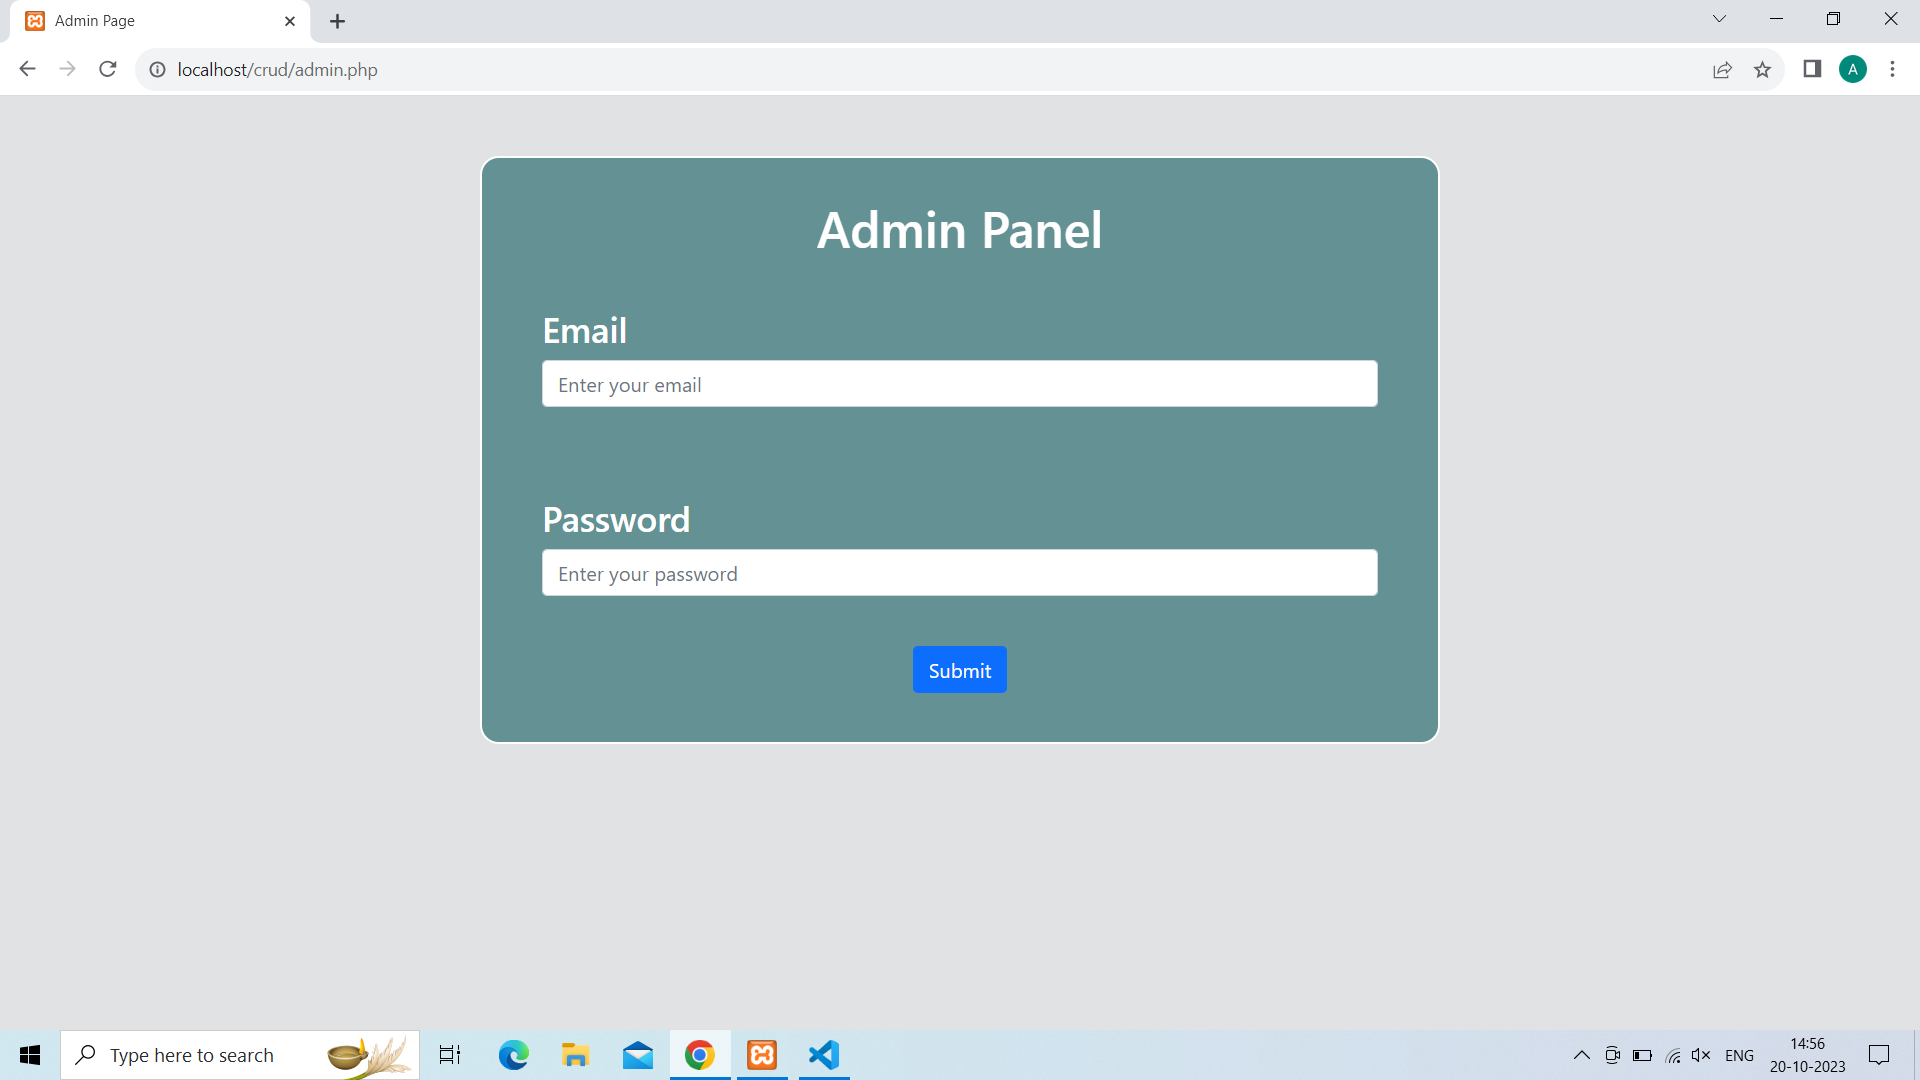 Admin Page
localhost/crud/admin.php
A
Admin Panel
Email
Enter your email
Password
Enter your password
Submit
Type here to search
ENG
14:56
20-10-2023